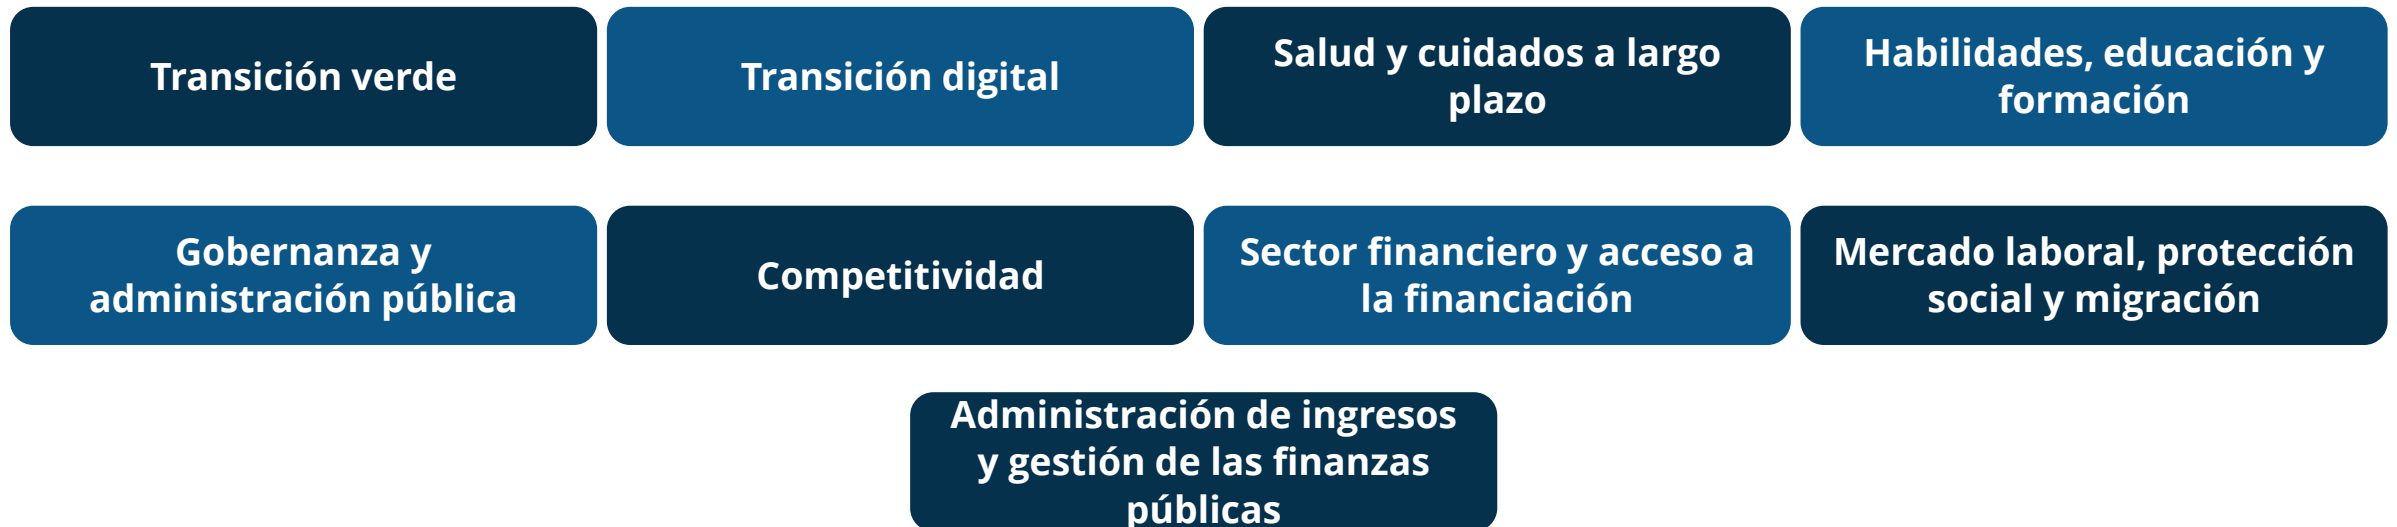 Transición verde
Transición digital
Salud y cuidados a largo
plazo
Habilidades, educación y
formación
Gobernanza y
administración pública
Competitividad
Sector financiero y acceso a
la financiación
Mercado laboral, protección
social y migración
Administración de ingresos
y gestión de las finanzas
públicas